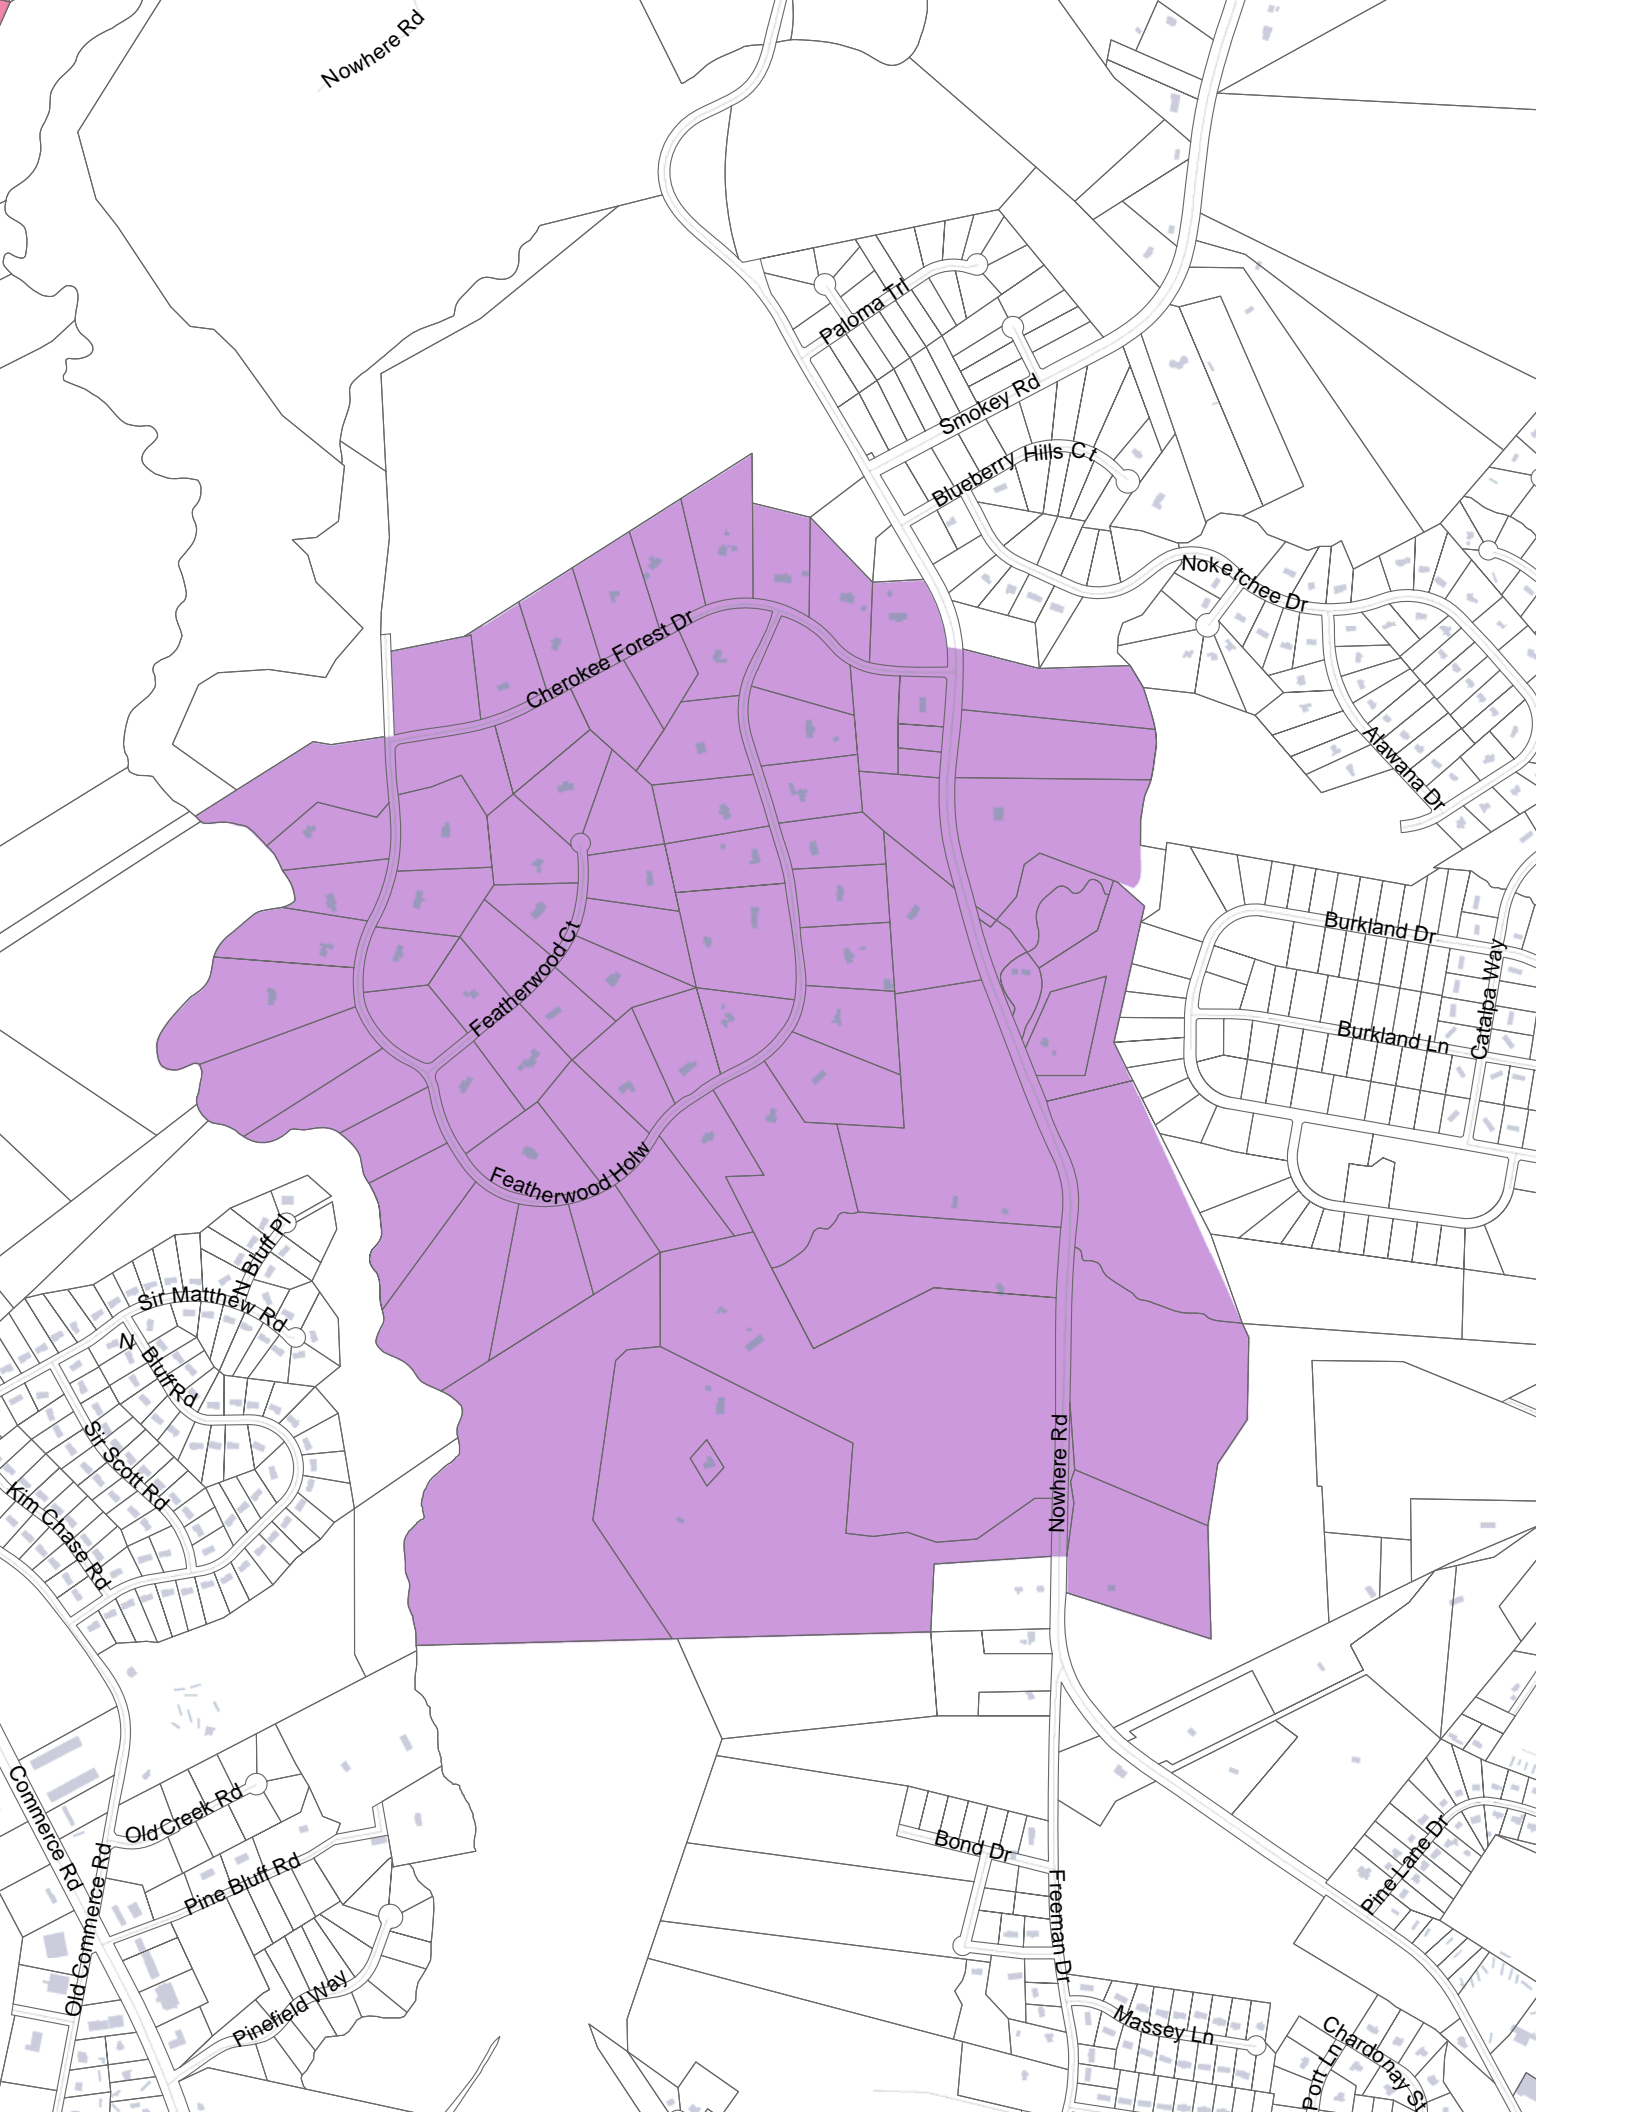 Nowhere Rd
Paloma Trl
Smokey Rd
Blueberry Hills Ct
Noketchee Dr
Cherokee Forest Dr
Alawana Dr
Burkland Dr
Catalpa Way
Featherwood Ct
Burkland Ln
Featherwood Holw
N Bluff Pl
Sir Matthew Rd
N Bluff Rd
Sir Scott Rd
Kim Chase Rd
Nowhere Rd
Commerce Rd
Old Creek Rd
Bond Dr
Pine Lane Dr
Old Commerce Rd
Pine Bluff Rd
Freeman Dr
Pinefield Way
Massey Ln
Chardonay St
Port Ln